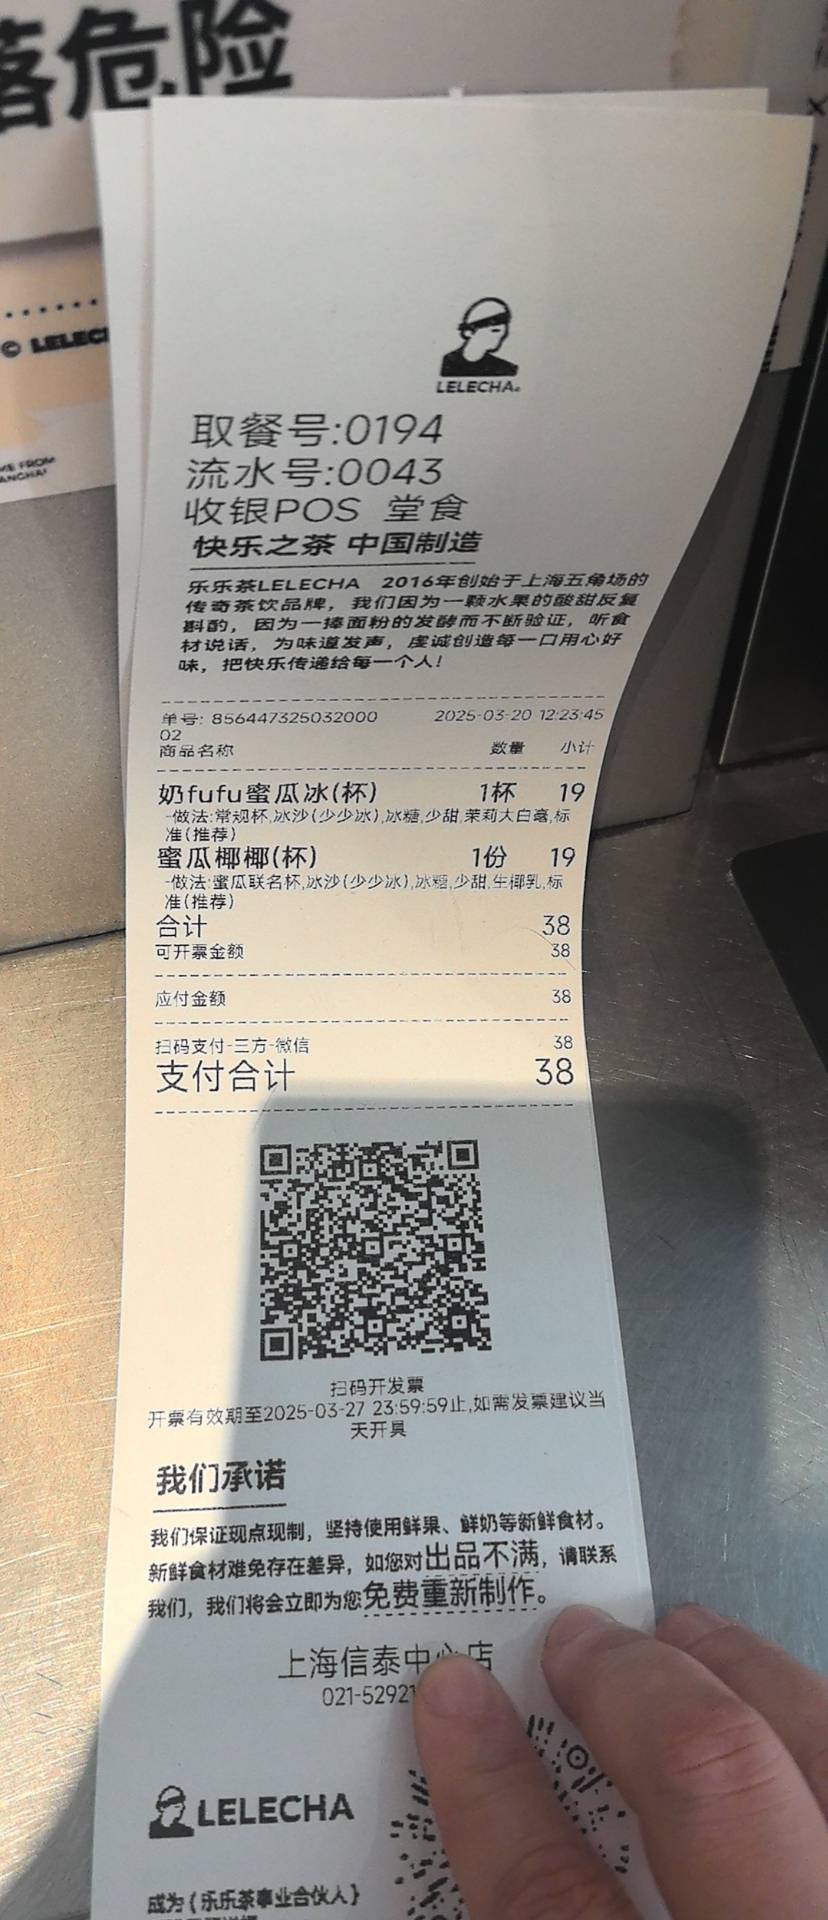 落危险
© LELECH
ME FROM
LELECHA
取餐号:0194
流水号:0043
收银POS 堂食
快乐之茶 中国制造
乐乐茶LELECHA 2016年创始于上海五角场的
传奇茶饮品牌，我们因为一颗水果的酸甜反复
斟酌，因为一捧面粉的发酵而不断验证，听食
材说话，为味道发声，虔诚创造每一口用心好
味，把快乐传递给每一个人!
单号: 856447325032000 2025-03-20 12:23:45
02
商品名称 数量 小计
奶fufu蜜瓜冰(杯) 1杯 19
-做法:常规杯,冰沙(少少冰),冰糖,少甜,茉莉大白毫,标
准(推荐)
蜜瓜椰椰(杯) 1份 19
-做法:蜜瓜联名杯,冰沙(少少冰),冰糖,少甜,生椰乳,标
准(推荐)
合计 38
可开票金额 38
应付金额 38
扫码支付-三方-微信 38
支付合计 38
扫码开发票
开票有效期至2025-03-27 23:59:59止,如需发票建议当
天开具
我们承诺
我们保证现点现制，坚持使用鲜果、鲜奶等新鲜食材。
新鲜食材难免存在差异，如您对出品不满，请联系
我们，我们将会立即为您免费重新制作。
上海信泰中心店
021-52921
LELECHA
成为{乐乐茶事业合伙人}